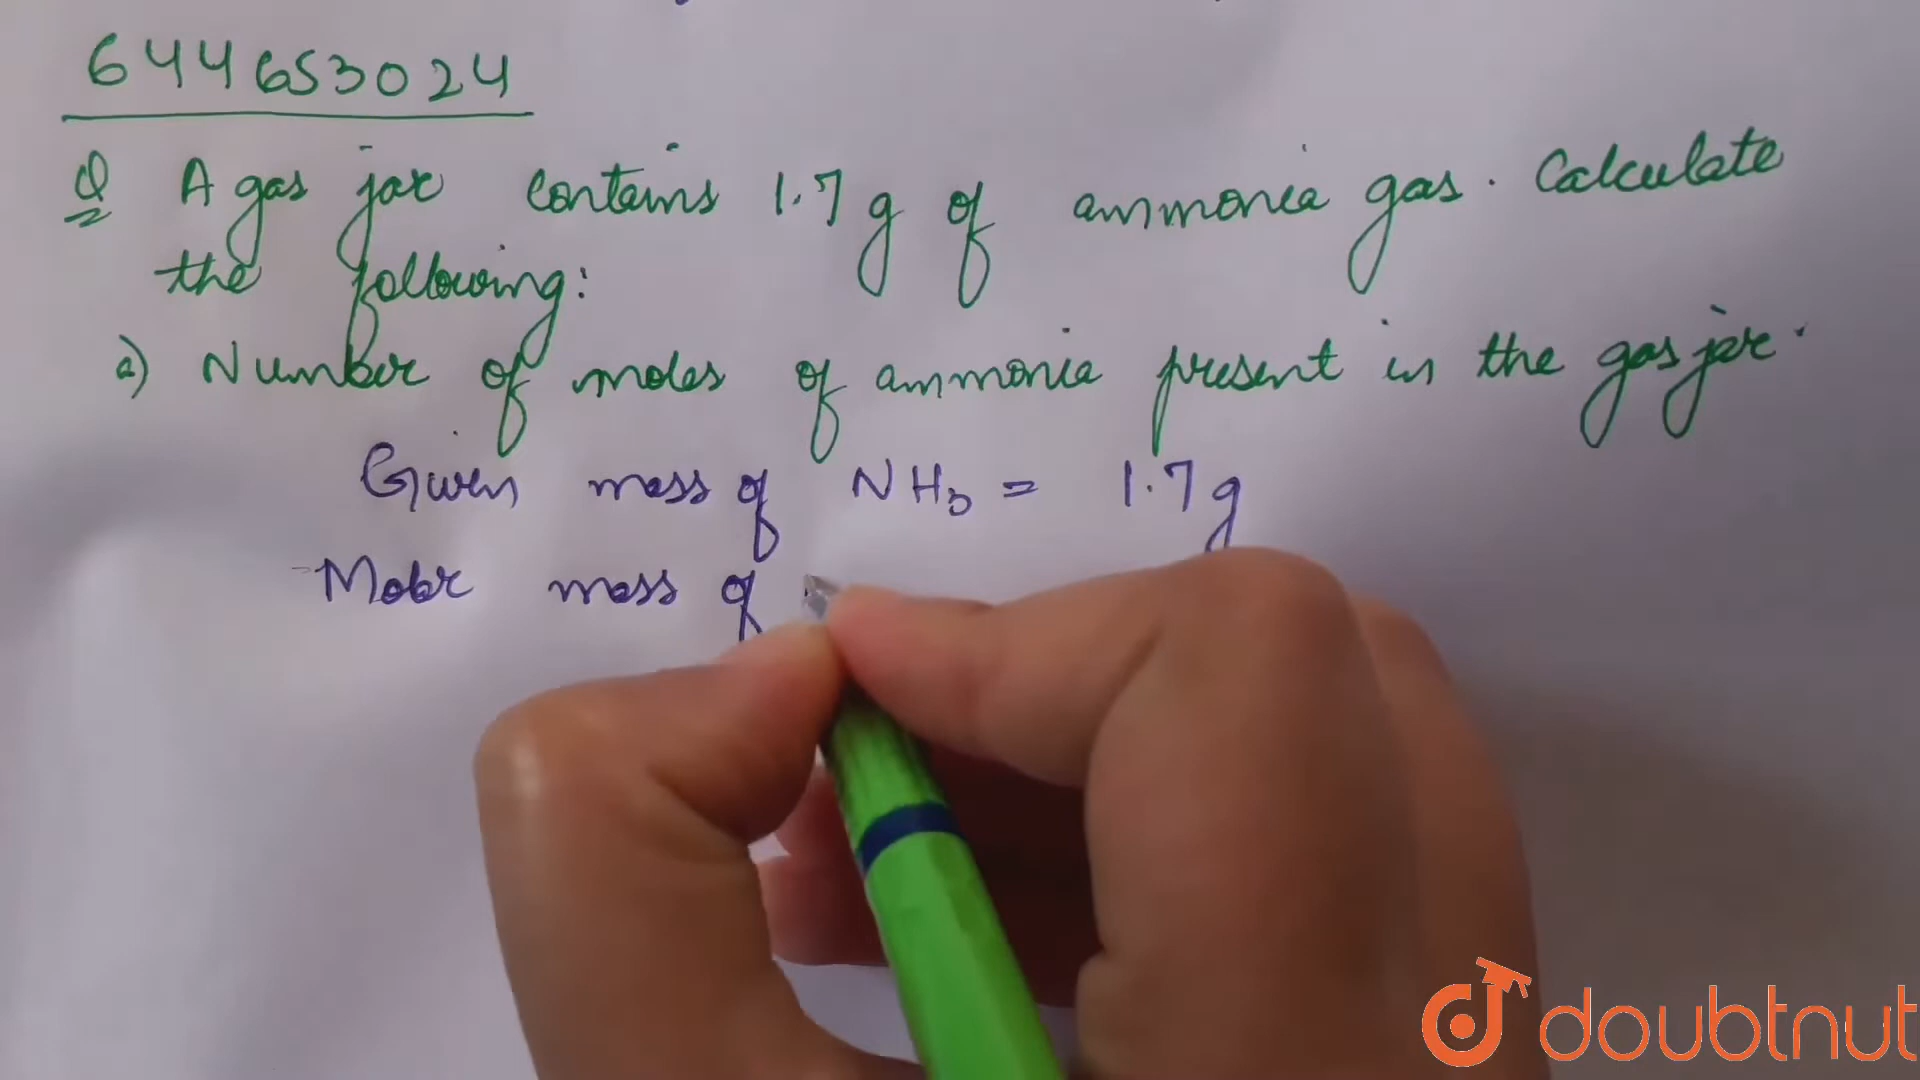 644653024
Q A gas jar contains 1.7 g of ammonia gas. Calculate
the following:
a) Number of moles of ammonia present in the gas jar.
Given mass of NH3 = 1.7 g
Molar mass of
doubtnut